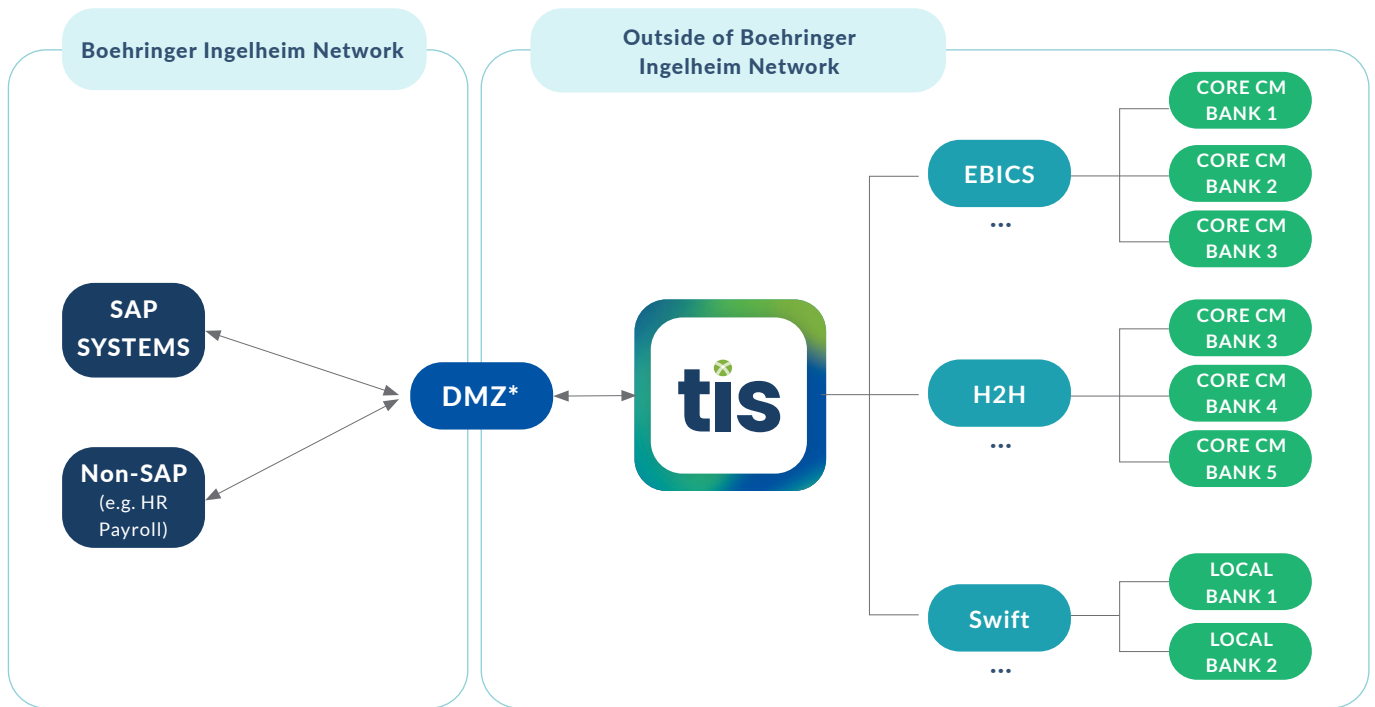 Boehringer Ingelheim Network
Outside of Boehringer
Ingelheim Network
SAP
SYSTEMS
Non-SAP
(e.g. HR
Payroll)
DMZ*
tis
EBICS
...
H2H
...
Swift
...
CORE CM
BANK 1
CORE CM
BANK 2
CORE CM
BANK 3
CORE CM
BANK 3
CORE CM
BANK 4
CORE CM
BANK 5
LOCAL
BANK 1
LOCAL
BANK 2